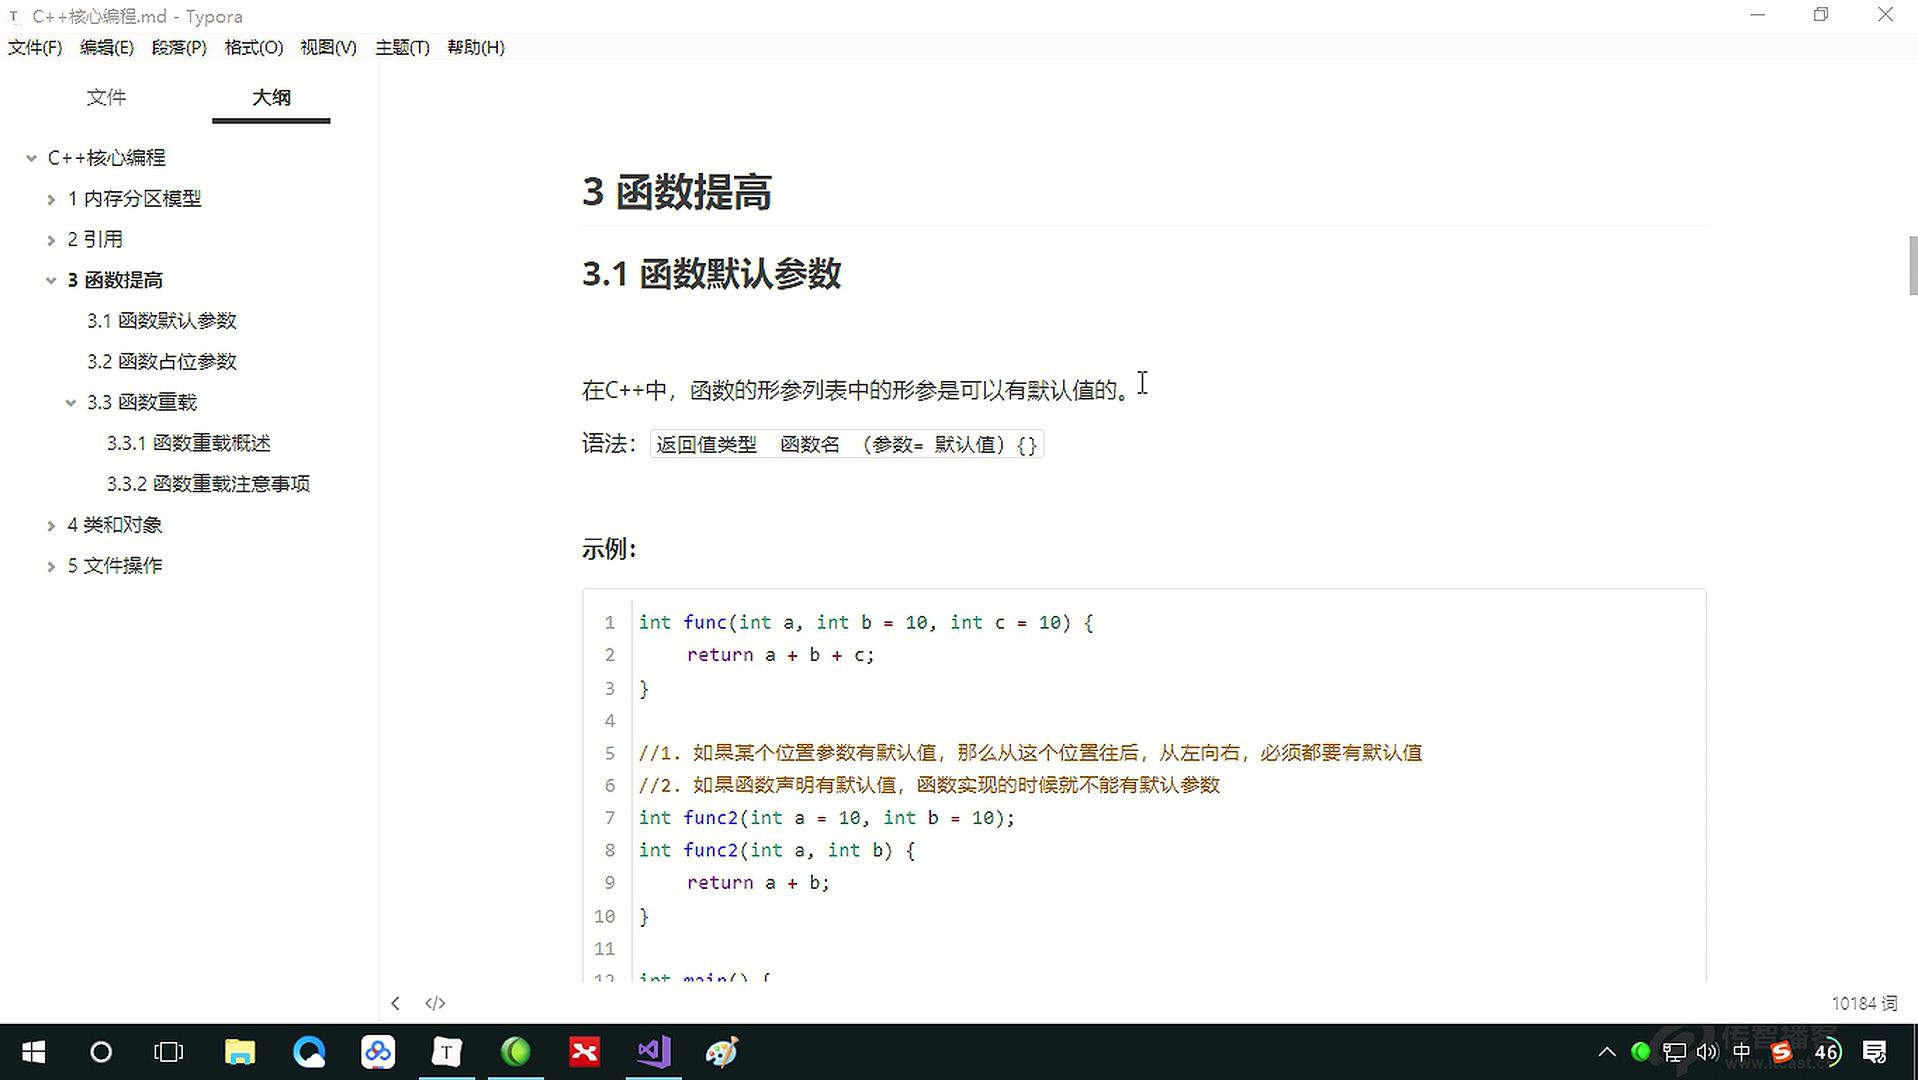 C++核心编程.md - Typora
文件(F) 编辑(E) 段落(P) 格式(O) 视图(V) 主题(T) 帮助(H)
文件 大纲
C++核心编程
1 内存分区模型
2 引用
3 函数提高
3.1 函数默认参数
3.2 函数占位参数
3.3 函数重载
3.3.1 函数重载概述
3.3.2 函数重载注意事项
4 类和对象
5 文件操作
3 函数提高
3.1 函数默认参数
在C++中，函数的形参列表中的形参是可以有默认值的。
语法： 返回值类型 函数名 （参数= 默认值）{}
示例：
1 int func(int a, int b = 10, int c = 10) {
2 return a + b + c;
3 }
4
5 //1. 如果某个位置参数有默认值，那么从这个位置往后，从左向右，必须都要有默认值
6 //2. 如果函数声明有默认值，函数实现的时候就不能有默认参数
7 int func2(int a = 10, int b = 10);
8 int func2(int a, int b) {
9 return a + b;
10 }
11
12 int main() {
10184 词
中 46
传智播客
www.itcast.c